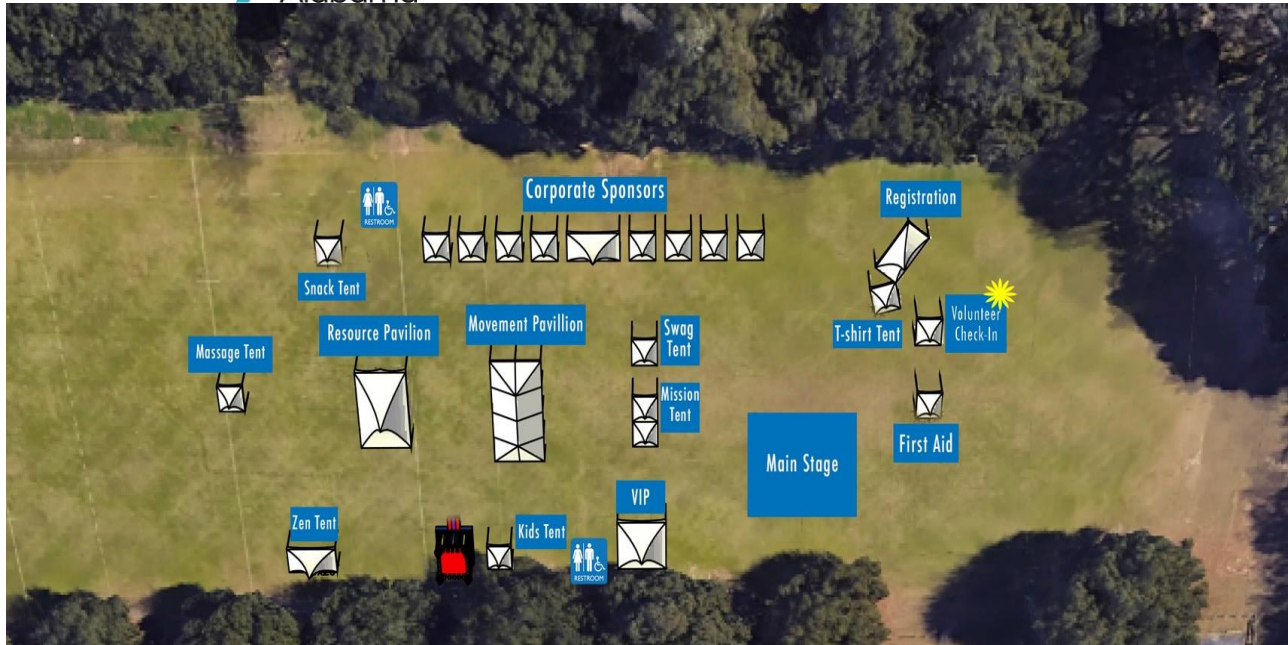 Alabama
Corporate Sponsors
RESTROOM
Registration
Snack Tent
Volunteer
Check-In
T-shirt Tent
Resource Pavilion
Movement Pavillion
Swag
Tent
Massage Tent
Mission
Tent
Main Stage
First Aid
VIP
Zen Tent
Kids Tent
RESTROOM